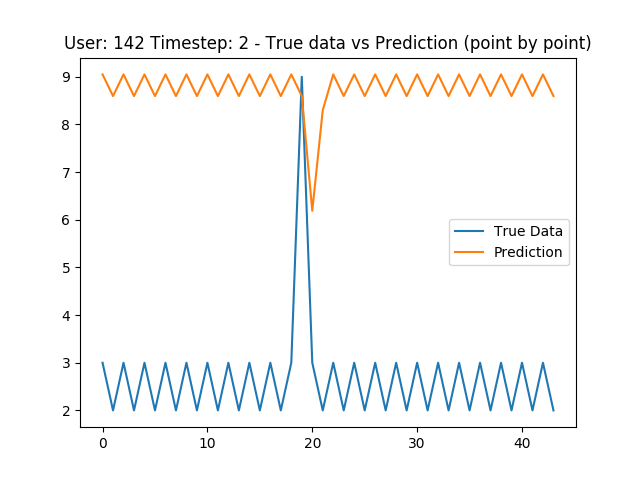 User: 142 Timestep: 2 - True data vs Prediction (point by point)
9
8
7
6
5
4
3
2
True Data
Prediction
0 10 20 30 40